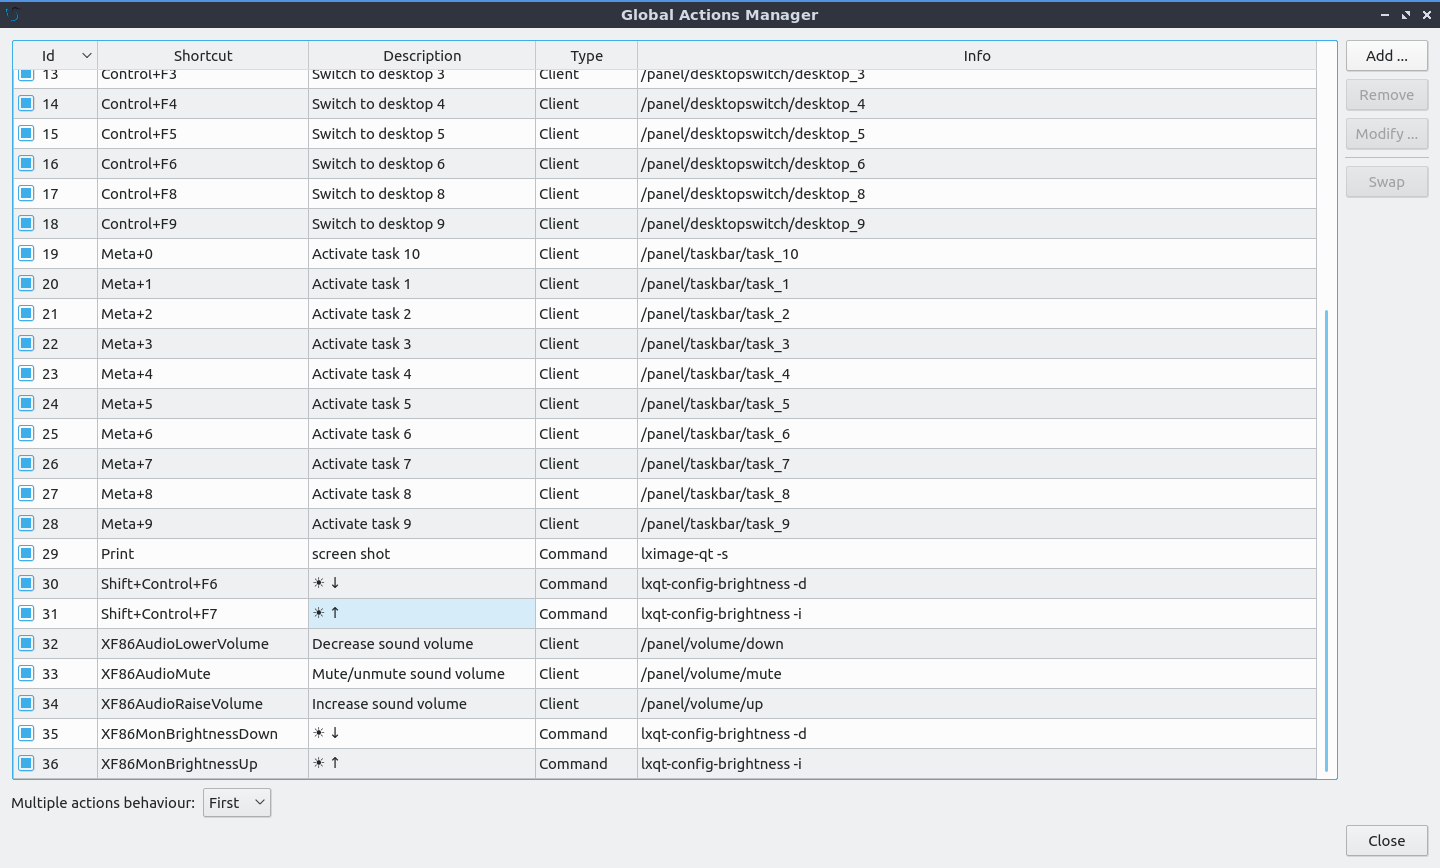 Global Actions Manager
Id Shortcut Description Type Info
13 Control+F3 Switch to desktop 3 Client /panel/desktopswitch/desktop_3
14 Control+F4 Switch to desktop 4 Client /panel/desktopswitch/desktop_4
15 Control+F5 Switch to desktop 5 Client /panel/desktopswitch/desktop_5
16 Control+F6 Switch to desktop 6 Client /panel/desktopswitch/desktop_6
17 Control+F8 Switch to desktop 8 Client /panel/desktopswitch/desktop_8
18 Control+F9 Switch to desktop 9 Client /panel/desktopswitch/desktop_9
19 Meta+0 Activate task 10 Client /panel/taskbar/task_10
20 Meta+1 Activate task 1 Client /panel/taskbar/task_1
21 Meta+2 Activate task 2 Client /panel/taskbar/task_2
22 Meta+3 Activate task 3 Client /panel/taskbar/task_3
23 Meta+4 Activate task 4 Client /panel/taskbar/task_4
24 Meta+5 Activate task 5 Client /panel/taskbar/task_5
25 Meta+6 Activate task 6 Client /panel/taskbar/task_6
26 Meta+7 Activate task 7 Client /panel/taskbar/task_7
27 Meta+8 Activate task 8 Client /panel/taskbar/task_8
28 Meta+9 Activate task 9 Client /panel/taskbar/task_9
29 Print screen shot Command lximage-qt -s
30 Shift+Control+F6 ☀ ↓ Command lxqt-config-brightness -d
31 Shift+Control+F7 ☀ ↑ Command lxqt-config-brightness -i
32 XF86AudioLowerVolume Decrease sound volume Client /panel/volume/down
33 XF86AudioMute Mute/unmute sound volume Client /panel/volume/mute
34 XF86AudioRaiseVolume Increase sound volume Client /panel/volume/up
35 XF86MonBrightnessDown ☀ ↓ Command lxqt-config-brightness -d
36 XF86MonBrightnessUp ☀ ↑ Command lxqt-config-brightness -i
Add ...
Remove
Modify ...
Swap
Multiple actions behaviour: First
Close